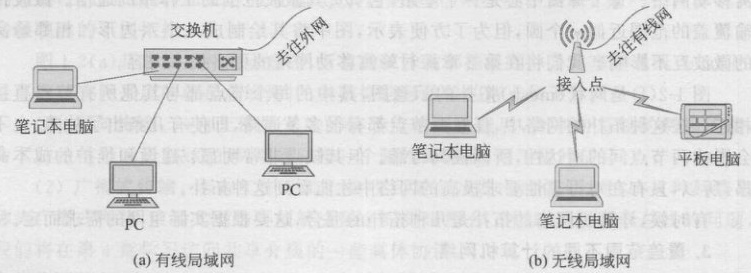 交换机
去往外网
笔记本电脑
PC
PC
(a) 有线局域网
去往有线网
接入点
笔记本电脑
笔记本电脑
平板电脑
(b) 无线局域网